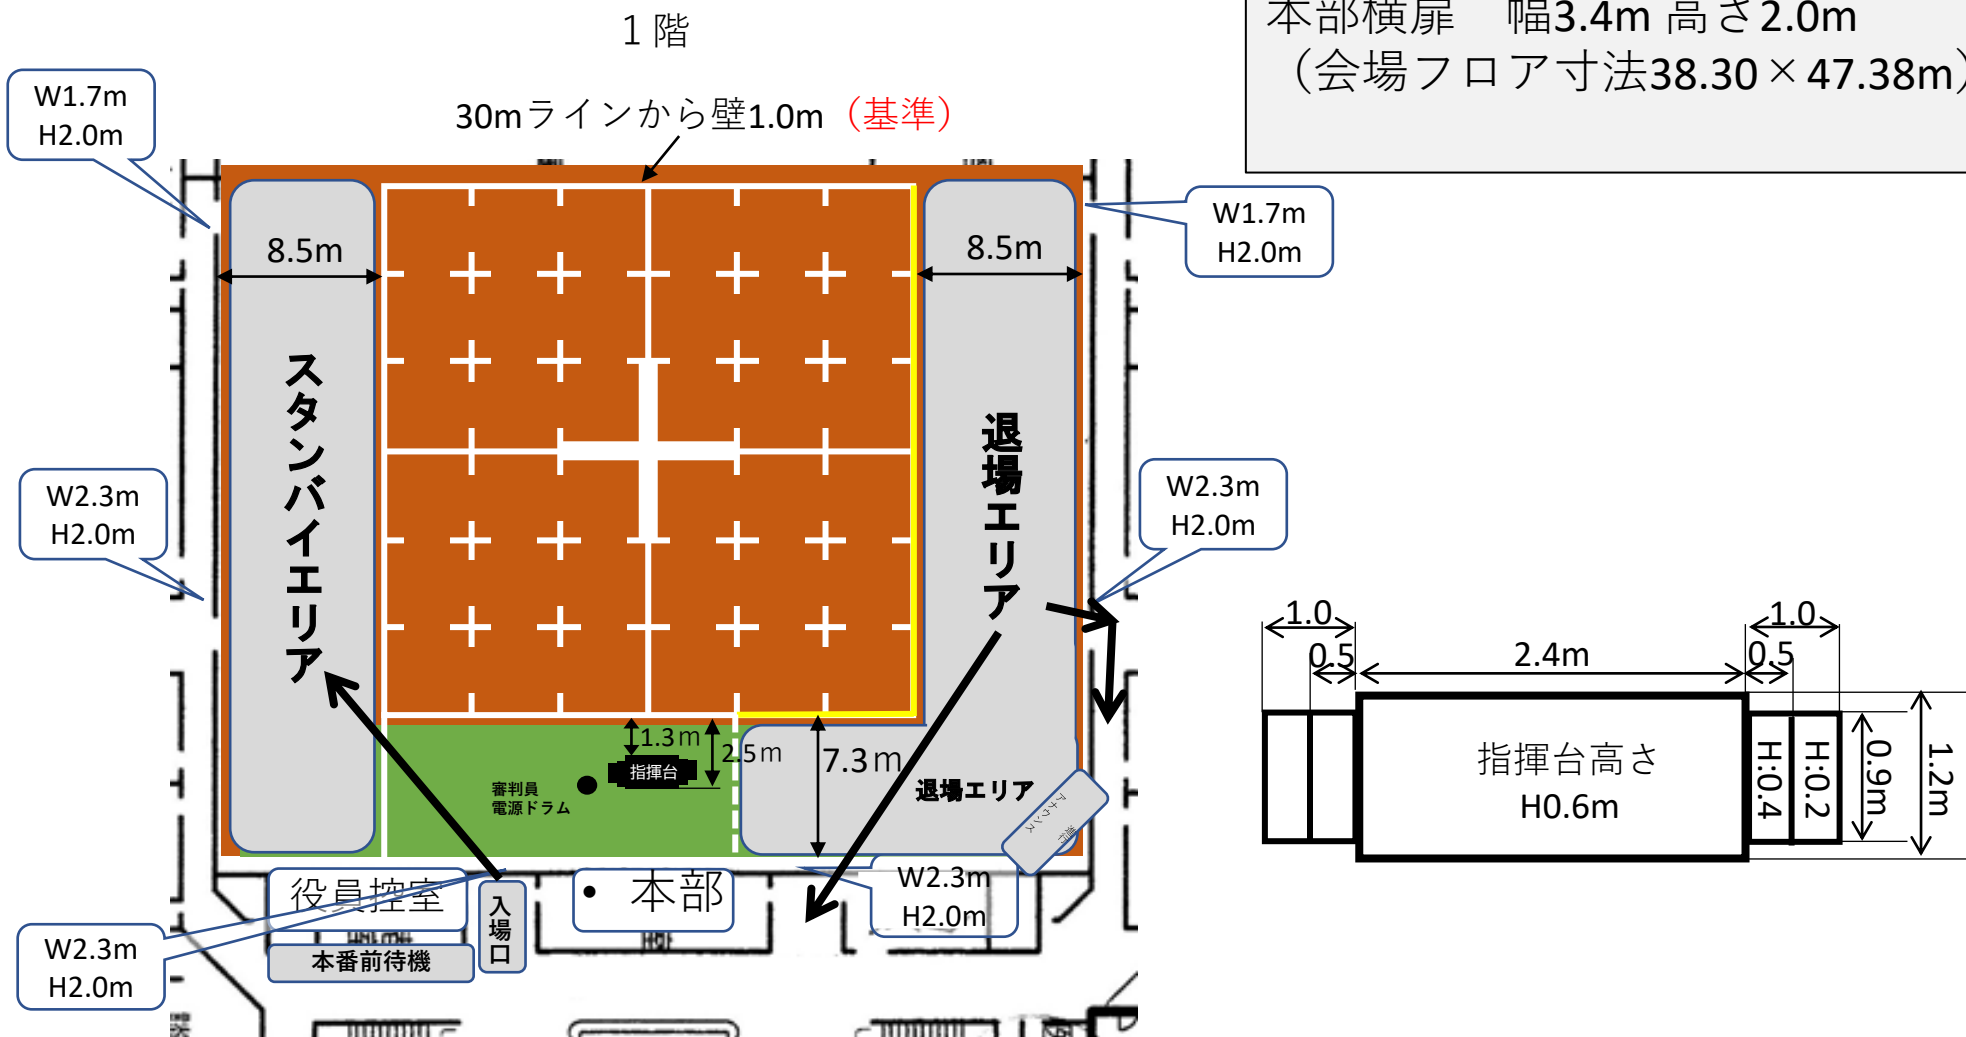 本部横扉　幅3.4m 高さ2.0m
（会場フロア寸法38.30×47.38m）
１階
30mラインから壁1.0m（基準）
W1.7m
H2.0m
W1.7m
H2.0m
8.5m
8.5m
スタンバイエリア
退場エリア
W2.3m
H2.0m
W2.3m
H2.0m
1.3ｍ
2.5ｍ
7.3ｍ
指揮台
審判員
電源ドラム
退場エリア
アナウンス
進行
役員控室
入場口
• 本部
W2.3m
H2.0m
本番前待機
W2.3m
H2.0m
1.0
1.0
0.5
2.4m
0.5
指揮台高さ
H0.6m
H:0.4
H:0.2
0.9m
1.2m